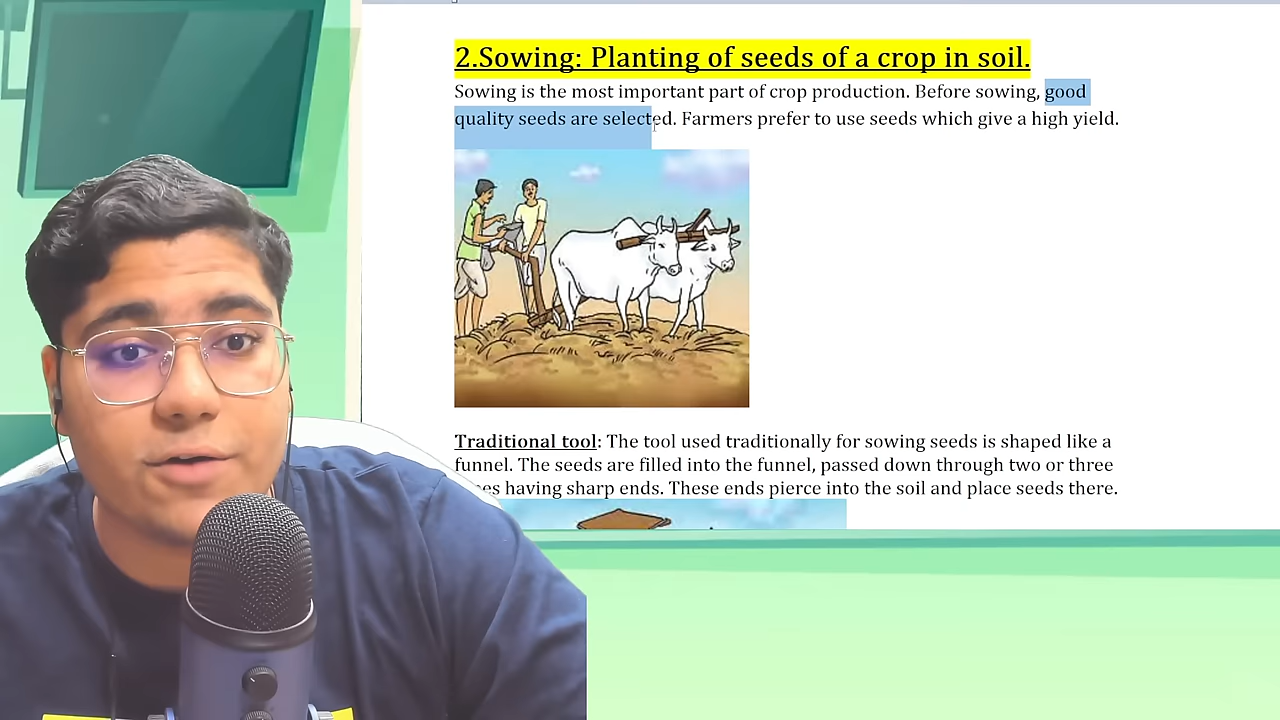 2.Sowing: Planting of seeds of a crop in soil.
Sowing is the most important part of crop production. Before sowing, good
quality seeds are selected. Farmers prefer to use seeds which give a high yield.
Traditional tool: The tool used traditionally for sowing seeds is shaped like a
funnel. The seeds are filled into the funnel, passed down through two or three
having sharp ends. These ends pierce into the soil and place seeds there.